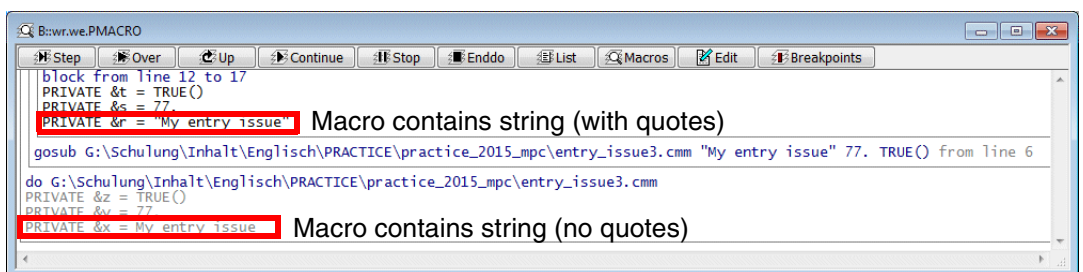 B::wr.we.PMACRO
Step Over Up Continue Stop Enddo List Macros Edit Breakpoints
block from line 12 to 17
PRIVATE &t = TRUE()
PRIVATE &s = 77.
PRIVATE &r = "My entry issue" Macro contains string (with quotes)
gosub G:\Schulung\Inhalt\Englisch\PRACTICE\practice_2015_mpc\entry_issue3.cmm "My entry issue" 77. TRUE() from line 6
do G:\Schulung\Inhalt\Englisch\PRACTICE\practice_2015_mpc\entry_issue3.cmm
PRIVATE &z = TRUE()
PRIVATE &y = 77.
PRIVATE &x = My entry issue Macro contains string (no quotes)